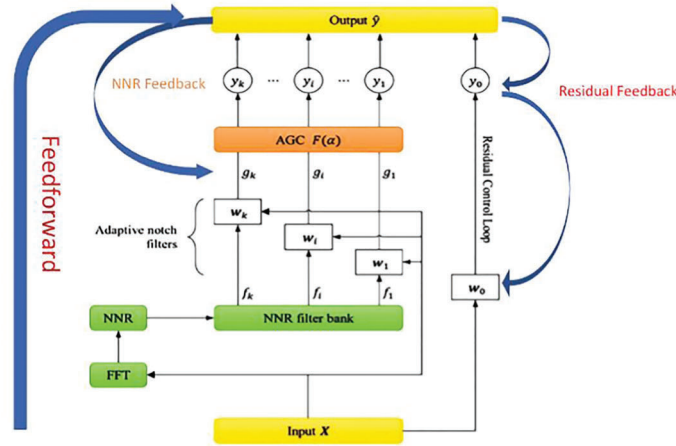 Output ŷ
NNR Feedback
y_k ... y_i ... y_1 y_0
Residual Feedback
AGC F(α)
Feedforward
g_k g_i g_1
Residual Control Loop
Adaptive notch
filters
w_k
w_i
w_1
w_0
f_k f_i f_1
NNR
NNR filter bank
FFT
Input X